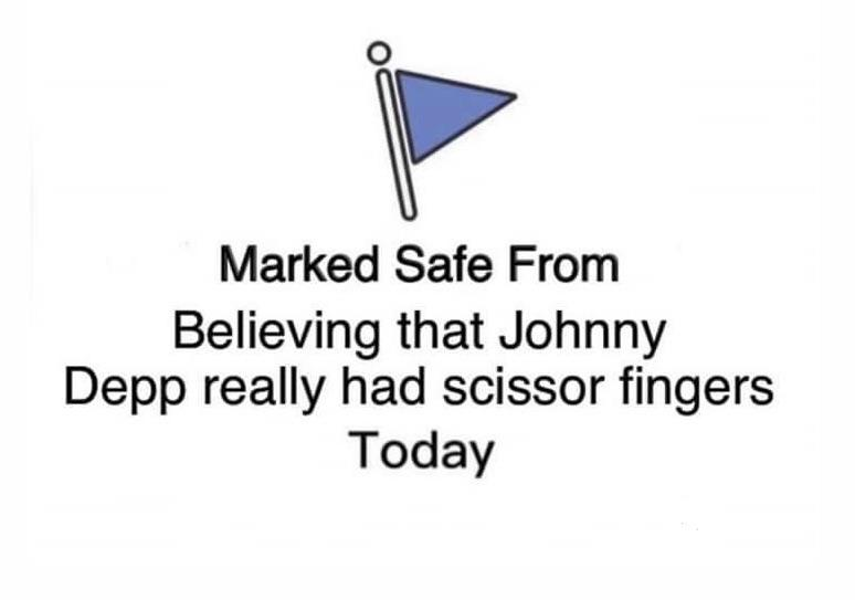 Marked Safe From
Believing that Johnny
Depp really had scissor fingers
Today